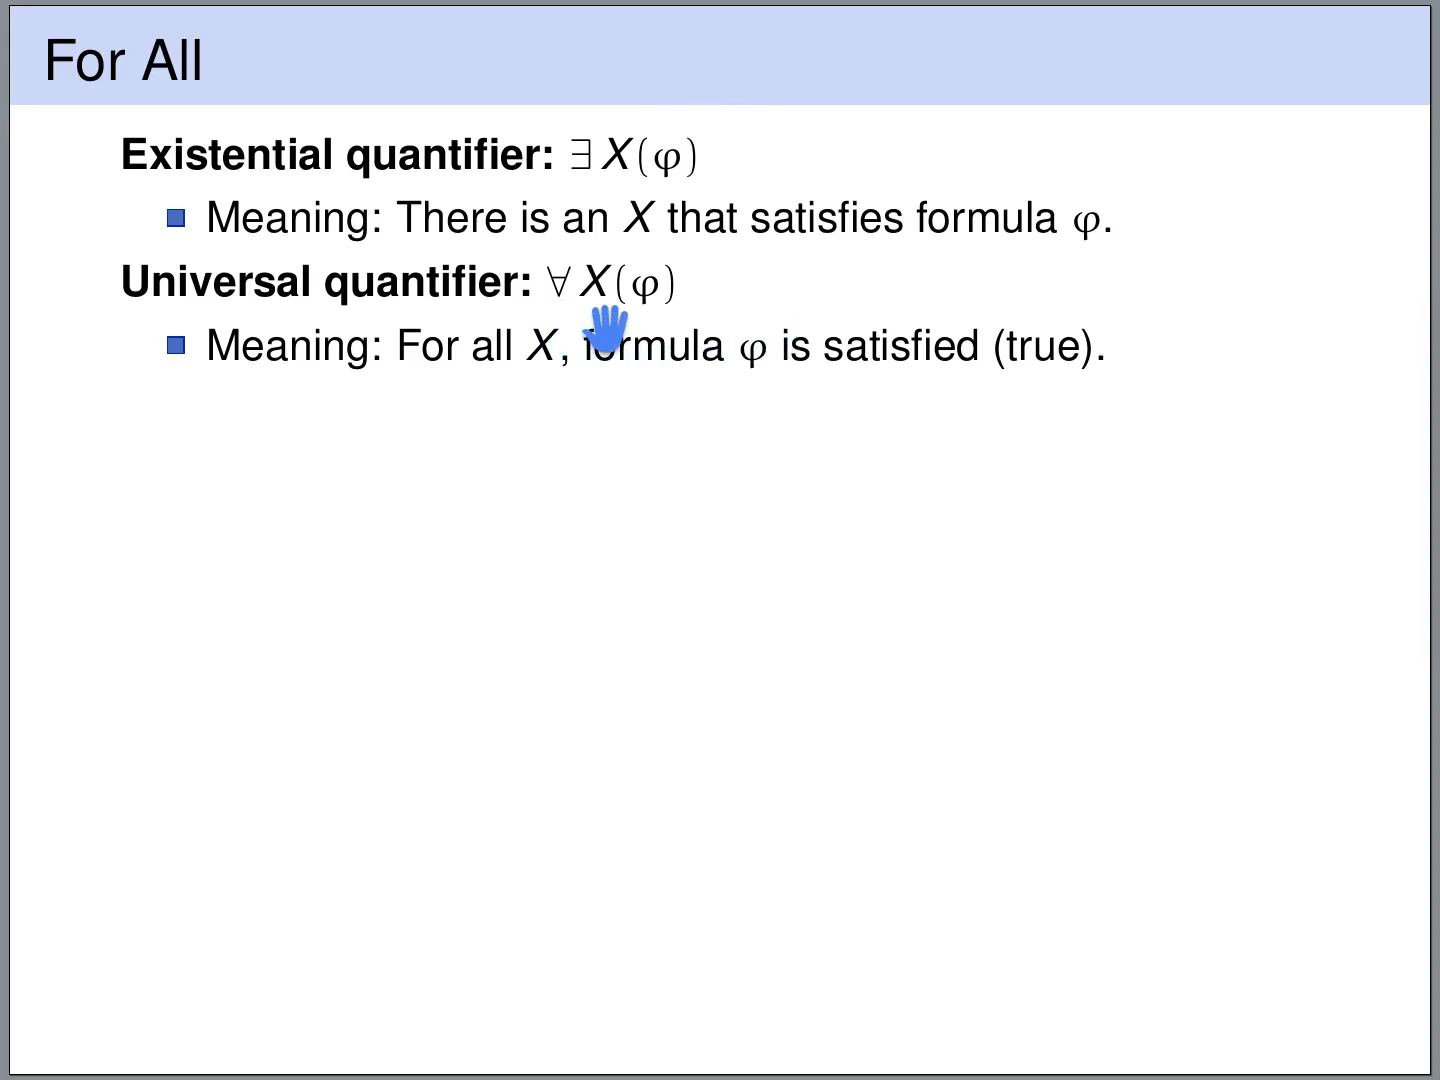 For All
Existential quantifier: ∃ X(φ)
Meaning: There is an X that satisfies formula φ.
Universal quantifier: ∀ X(φ)
Meaning: For all X, formula φ is satisfied (true).